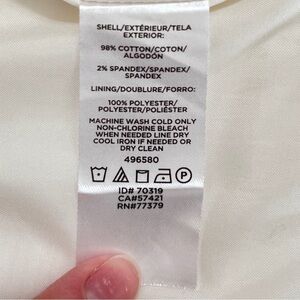 SHELL/EXTÉRIEUR/TELA
EXTERIOR:
98% COTTON/COTON/
ALGODÓN
2% SPANDEX/SPANDEX/
SPANDEX
LINING/DOUBLURE/FORRO:
100% POLYESTER/
POLYESTER/POLIÉSTER
MACHINE WASH COLD ONLY
NON-CHLORINE BLEACH
WHEN NEEDED LINE DRY
COOL IRON IF NEEDED OR
DRY CLEAN
496580
P
ID# 70319
CA#57421
RN#77379